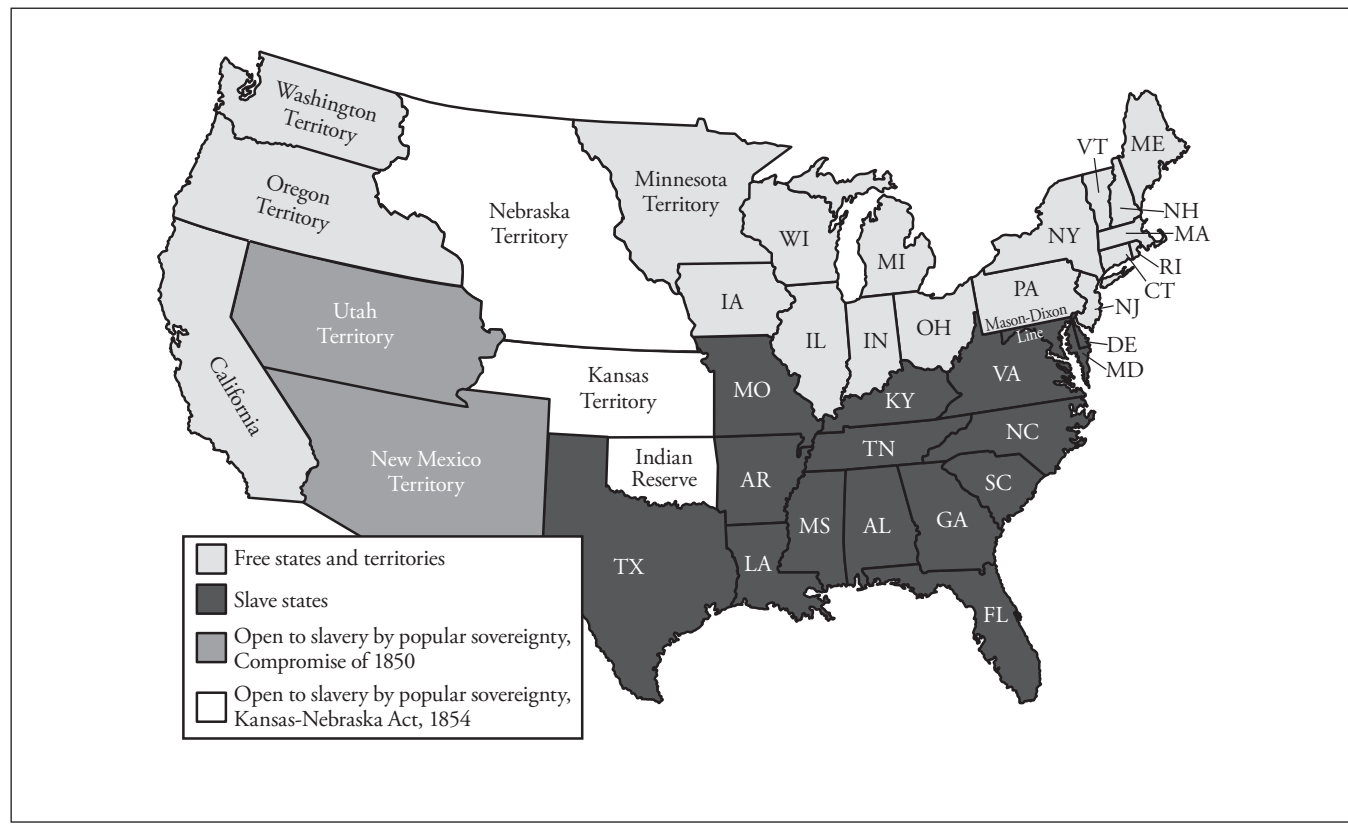 Washington
Territory
Oregon
Territory
Nebraska
Territory
Minnesota
Territory
VT
ME
NH
MA
NY
RI
CT
WI
MI
PA
NJ
Mason-Dixon
Line
DE
MD
IA
IL
IN
OH
Utah
Territory
California
Kansas
Territory
MO
KY
VA
New Mexico
Territory
Indian
Reserve
AR
TN
NC
SC
MS
AL
GA
TX
LA
FL
Free states and territories
Slave states
Open to slavery by popular sovereignty,
Compromise of 1850
Open to slavery by popular sovereignty,
Kansas-Nebraska Act, 1854